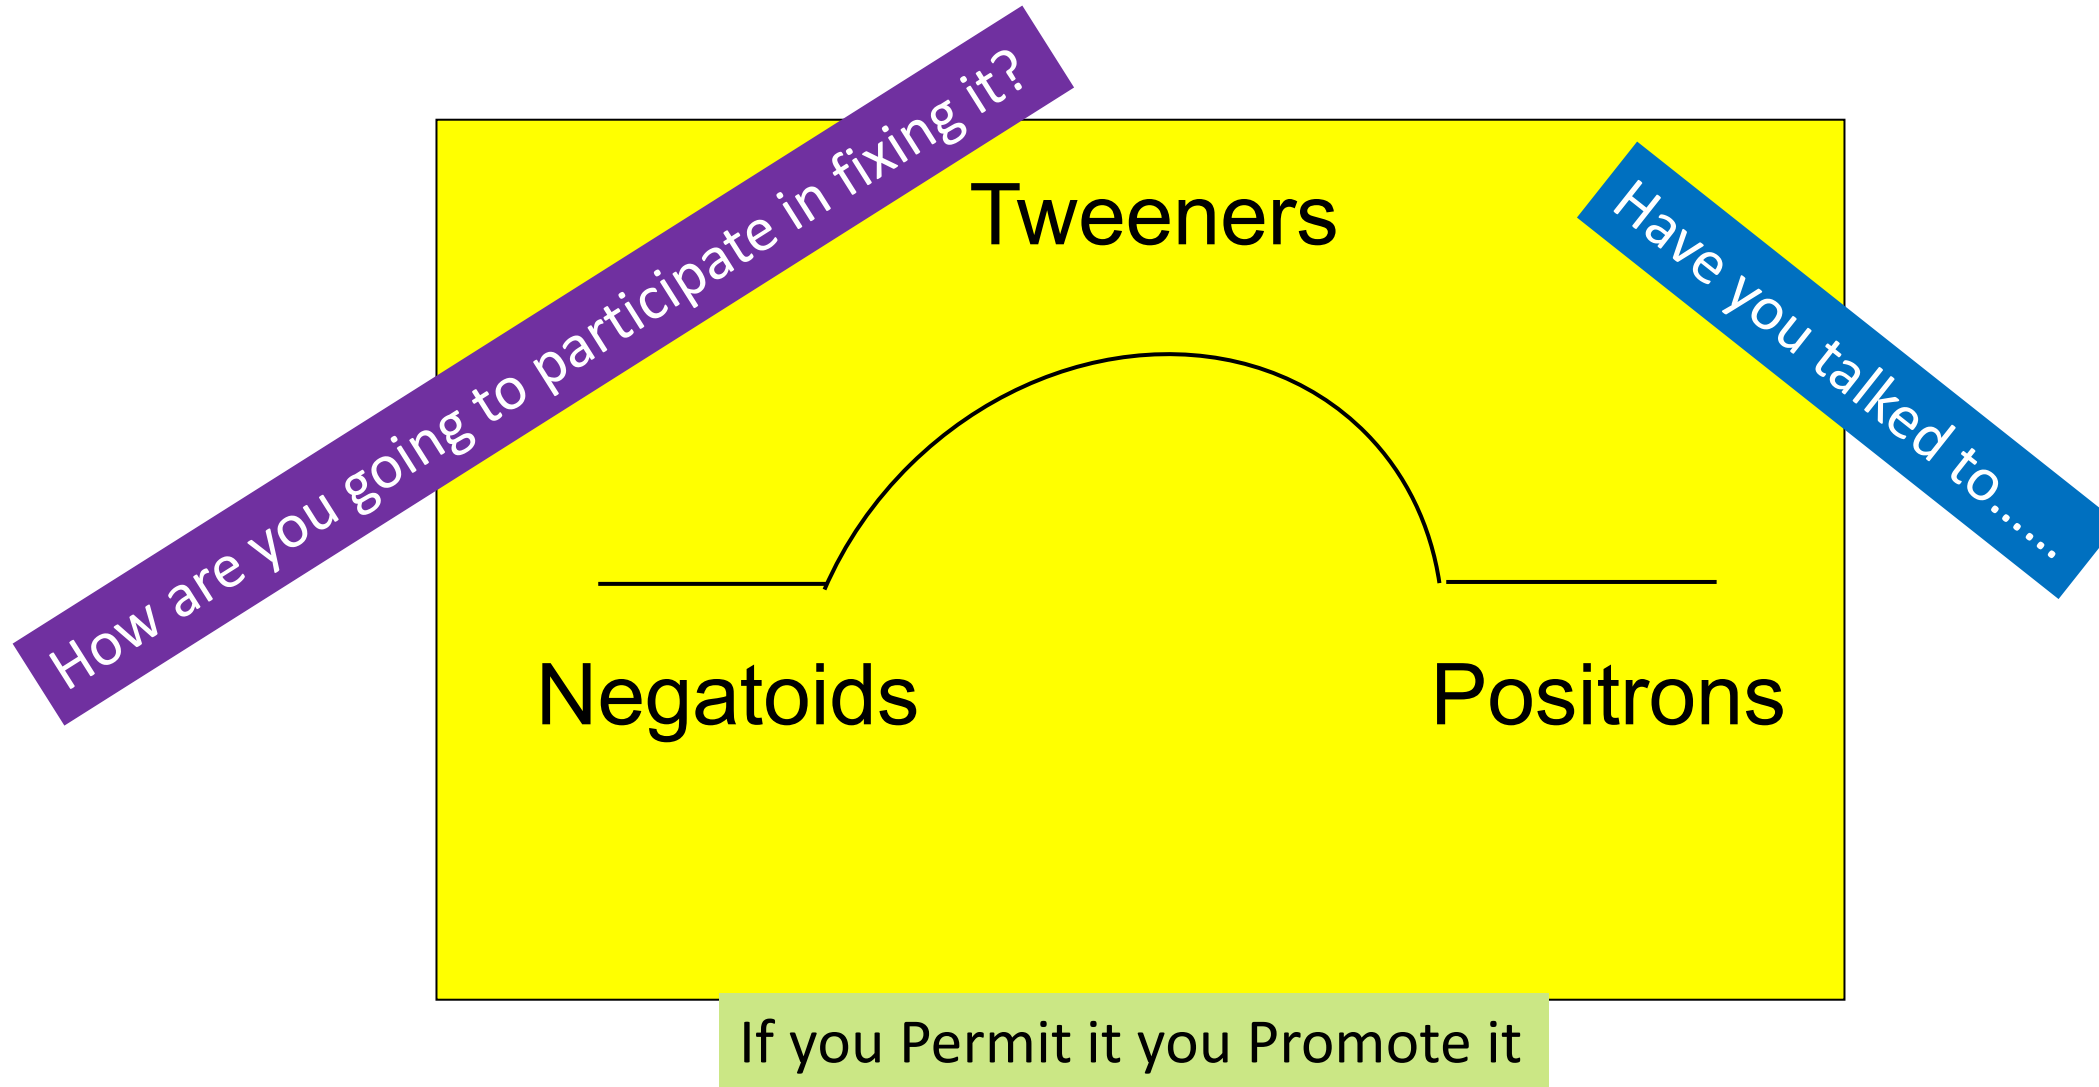 How are you going to participate in fixing it?
Tweeners
Have you talked to......
Negatoids
Positrons
If you Permit it you Promote it